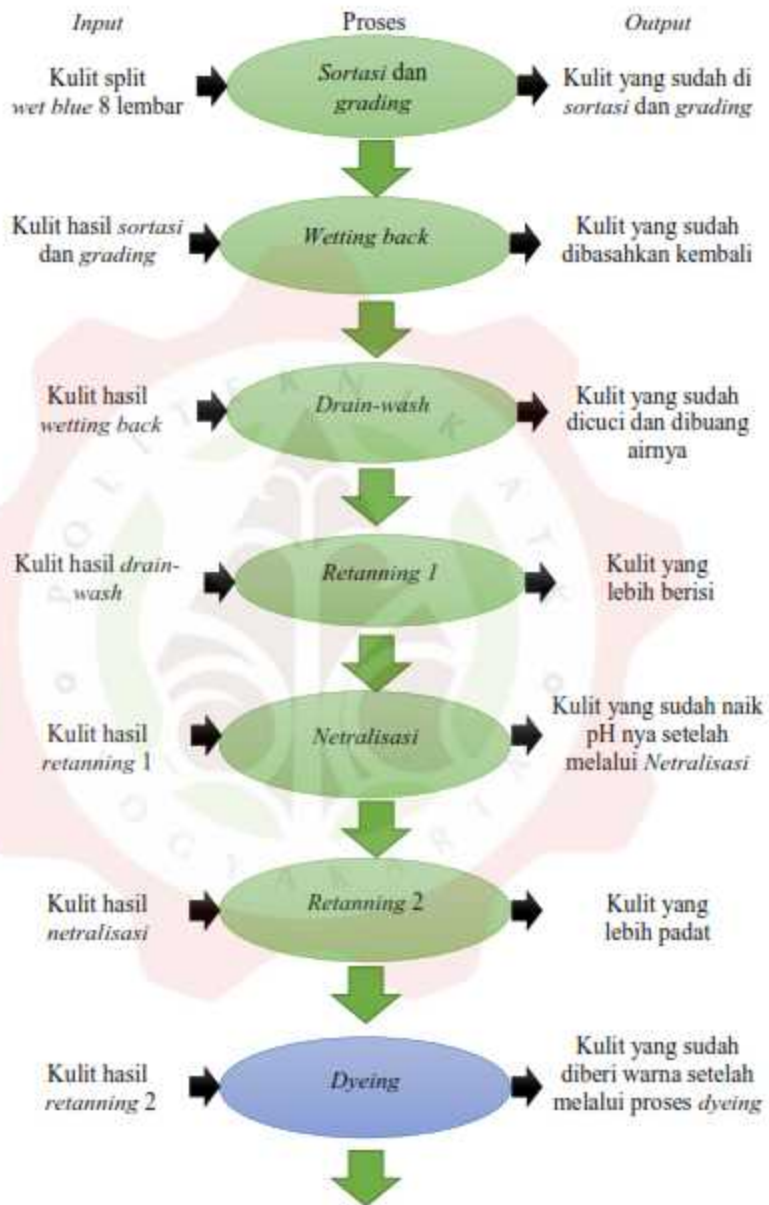 Input Proses Output
Kulit split
wet blue 8 lembar
Sortasi dan
grading
Kulit yang sudah di
sortasi dan grading
Kulit hasil sortasi
dan grading
Wetting back
Kulit yang sudah
dibasahkan kembali
Kulit hasil
wetting back
Drain-wash
Kulit yang sudah
dicuci dan dibuang
airnya
Kulit hasil drain-
wash
Retanning 1
Kulit yang
lebih berisi
Kulit hasil
retanning 1
Netralisasi
Kulit yang sudah naik
pH nya setelah
melalui Netralisasi
Kulit hasil
netralisasi
Retanning 2
Kulit yang
lebih padat
Kulit hasil
retanning 2
Dyeing
Kulit yang sudah
diberi warna setelah
melalui proses dyeing
POLITEKNIK ATK
YOGYAKARTA